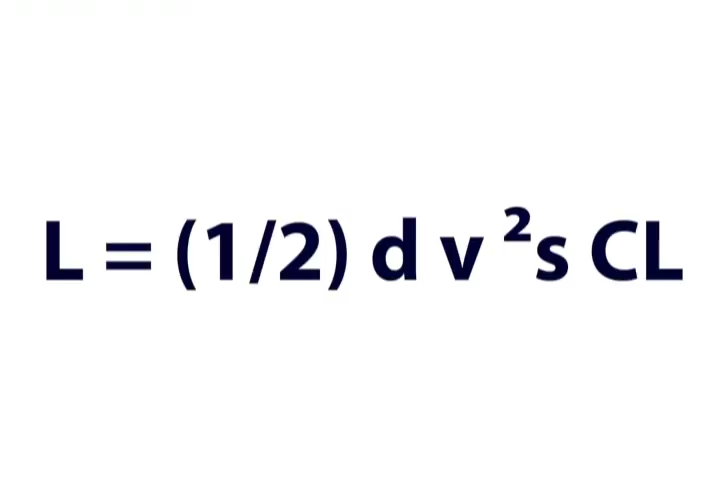 L = (1/2) d v ²s CL